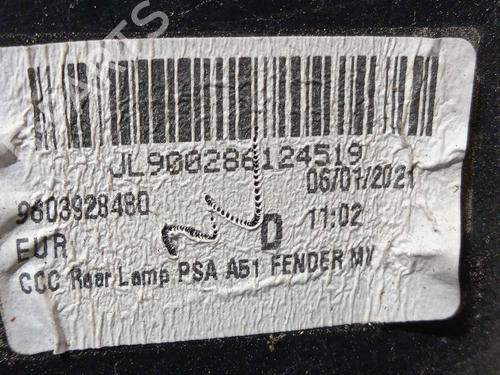 JL900286124519
06/01/2021
9803928480
11:02
EUR D
CCC Rear Lamp PSA A51 FENDER MV